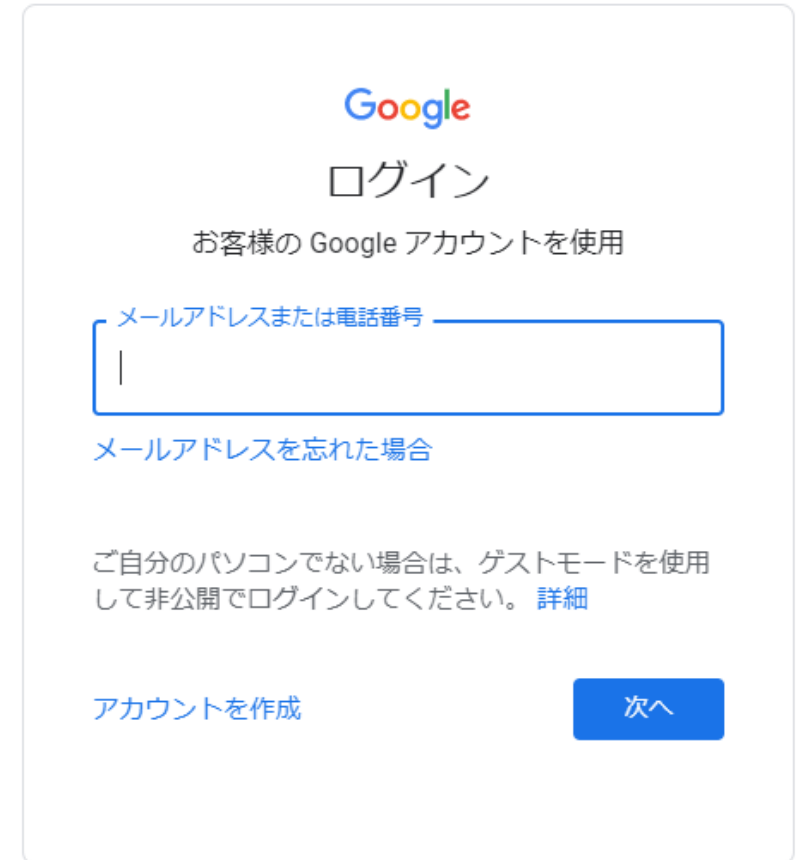 Google
ログイン
お客様の Google アカウントを使用
メールアドレスまたは電話番号
メールアドレスを忘れた場合
ご自分のパソコンでない場合は、ゲストモードを使用
して非公開でログインしてください。 詳細
アカウントを作成
次へ